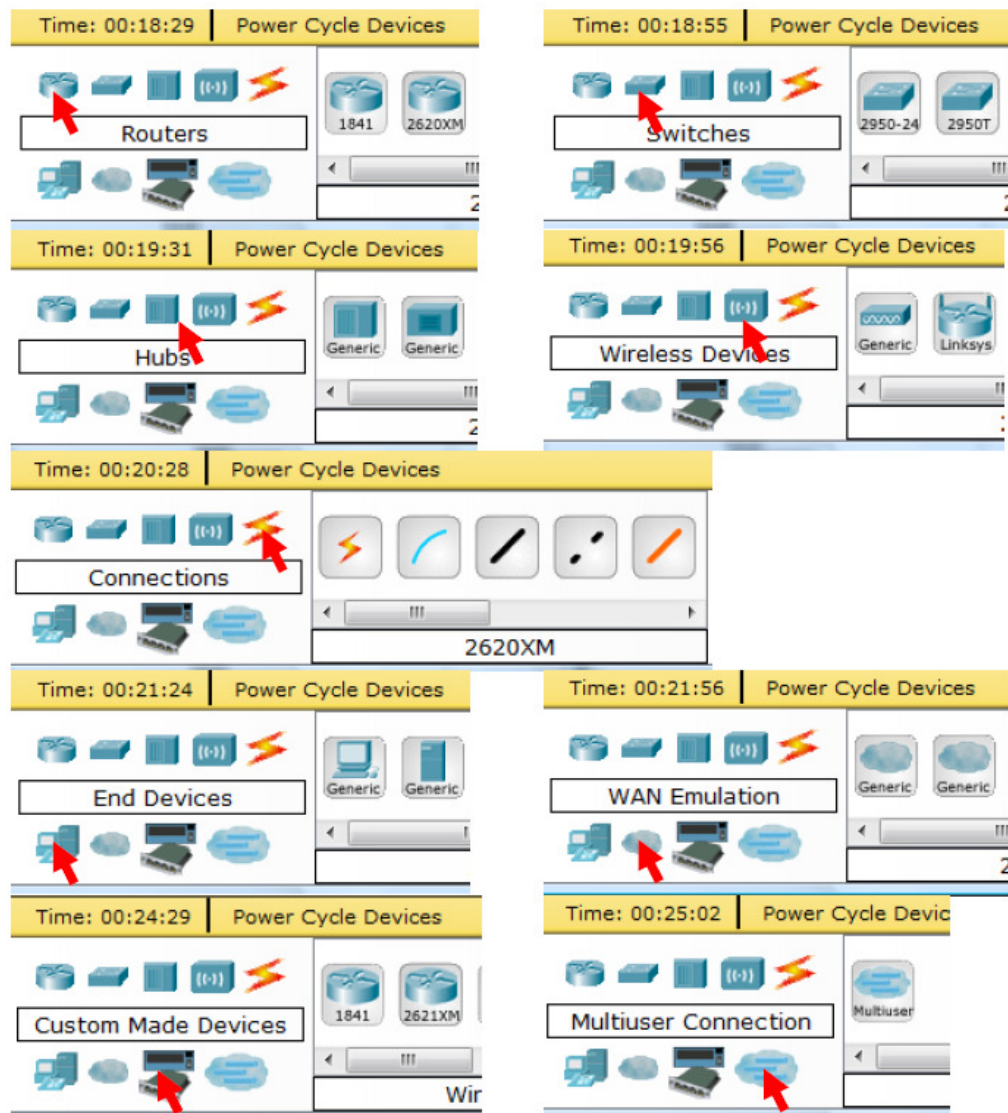 Time: 00:18:29 Power Cycle Devices
Routers
1841 2620XM
Time: 00:18:55 Power Cycle Devices
Switches
2950-24 2950T
Time: 00:19:31 Power Cycle Devices
Hubs
Generic Generic
Time: 00:19:56 Power Cycle Devices
Wireless Devices
Generic Linksys
Time: 00:20:28 Power Cycle Devices
Connections
2620XM
Time: 00:21:24 Power Cycle Devices
End Devices
Generic Generic
Time: 00:21:56 Power Cycle Devices
WAN Emulation
Generic Generic
Time: 00:24:29 Power Cycle Devices
Custom Made Devices
1841 2621XM
Wir
Time: 00:25:02 Power Cycle Devic
Multiuser Connection
Multiuser